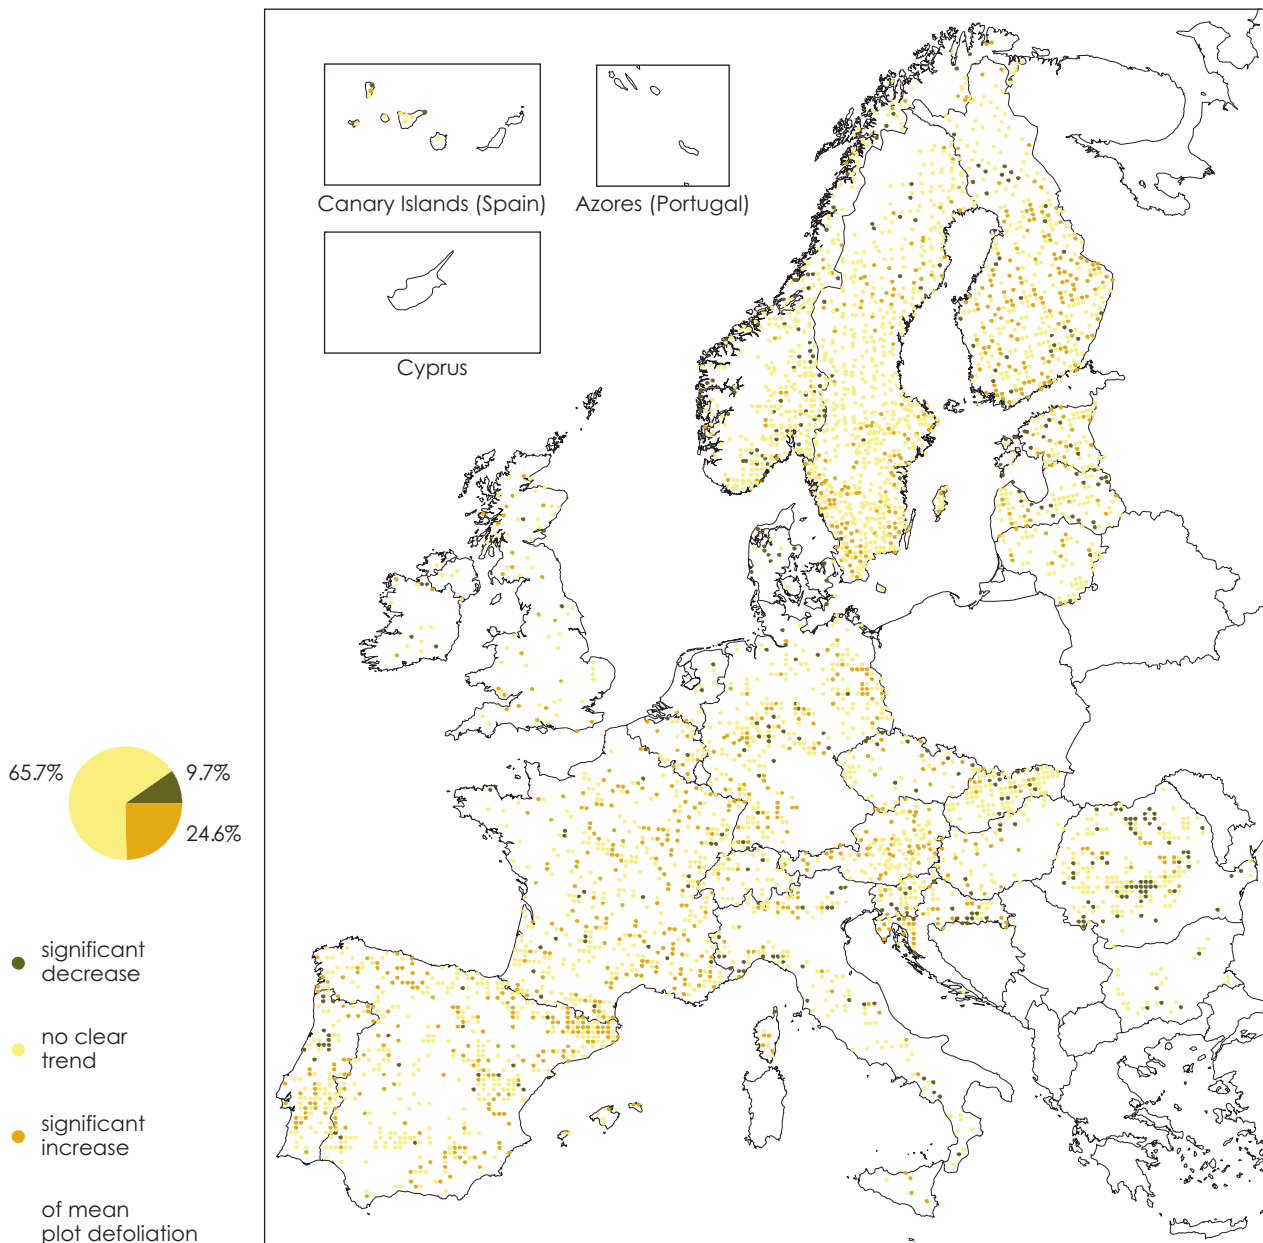 Canary Islands (Spain)
Azores (Portugal)
Cyprus
65.7%
9.7%
24.6%
significant
decrease
no clear
trend
significant
increase
of mean
plot defoliation